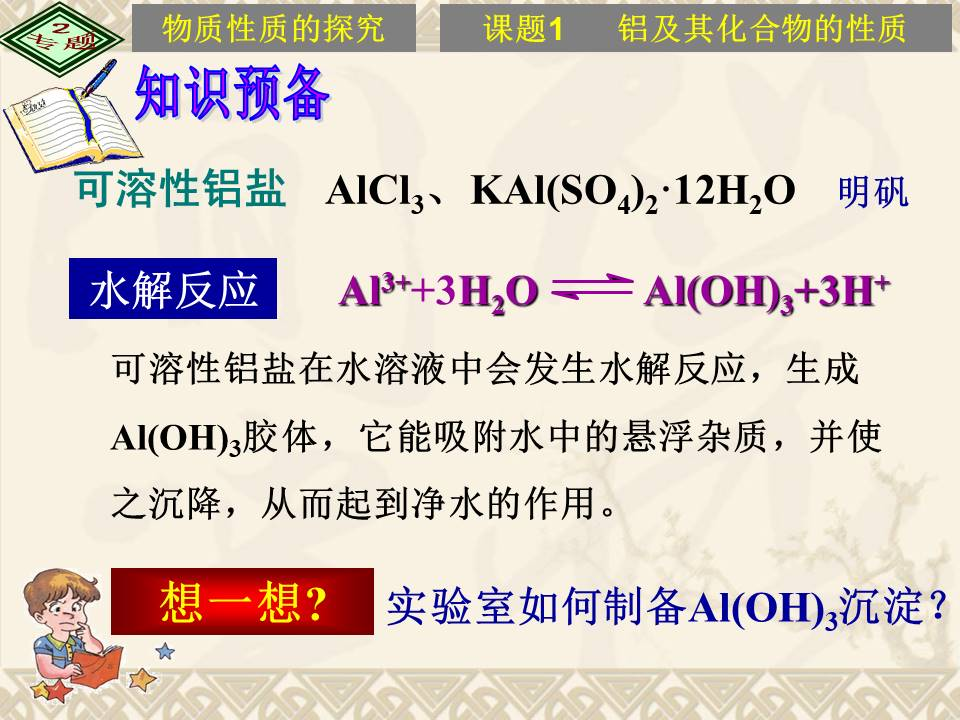 2
专题
物质性质的探究
课题1 铝及其化合物的性质
知识预备
可溶性铝盐 AlCl₃、KAl(SO₄)₂·12H₂O 明矾
水解反应 Al³⁺+3H₂O ⇌ Al(OH)₃+3H⁺
可溶性铝盐在水溶液中会发生水解反应，生成
Al(OH)₃胶体，它能吸附水中的悬浮杂质，并使
之沉降，从而起到净水的作用。
想一想? 实验室如何制备Al(OH)₃沉淀？